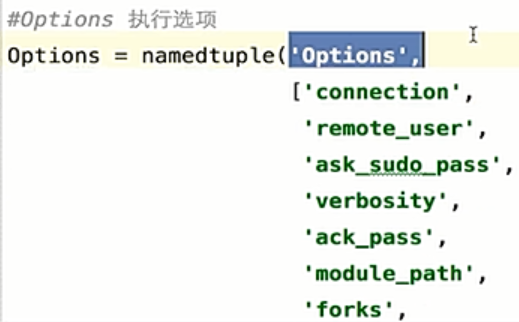 #Options 执行选项
Options = namedtuple('Options',
['connection',
'remote_user',
'ask_sudo_pass',
'verbosity',
'ack_pass',
'module_path',
'forks',